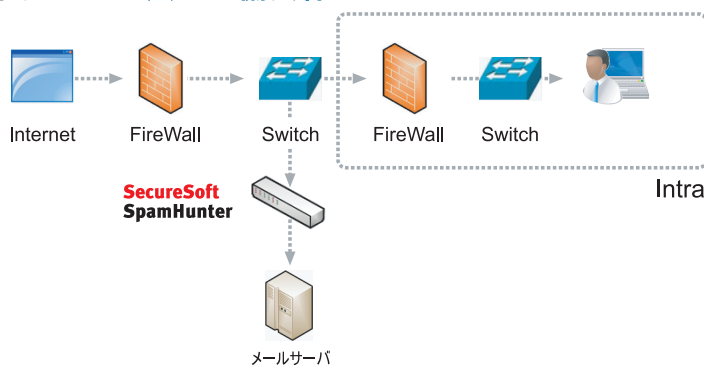 Internet
FireWall
Switch
FireWall
Switch
SecureSoft
SpamHunter
Intra
メールサーバ